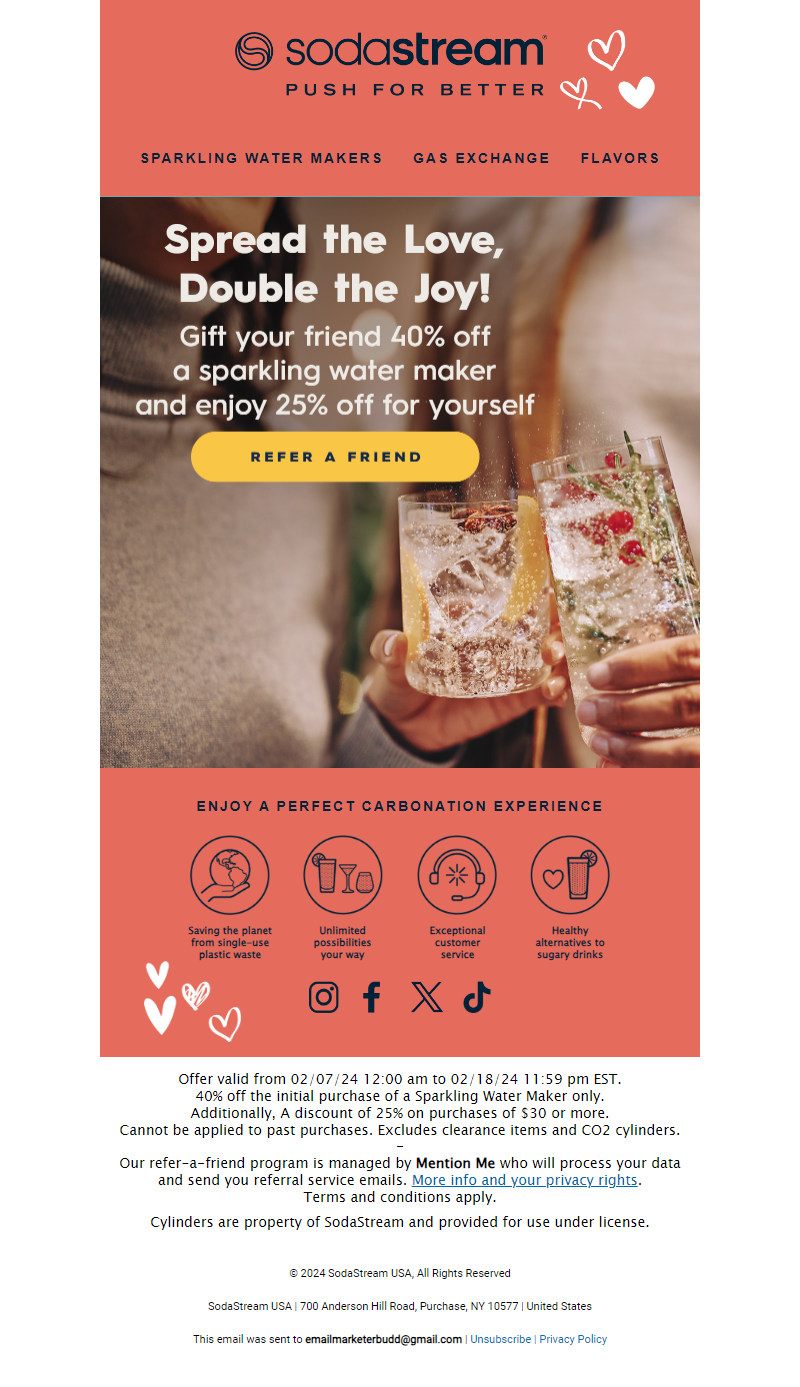 sodastream
PUSH FOR BETTER
SPARKLING WATER MAKERS GAS EXCHANGE FLAVORS
Spread the Love,
Double the Joy!
Gift your friend 40% off
a sparkling water maker
and enjoy 25% off for yourself
REFER A FRIEND
ENJOY A PERFECT CARBONATION EXPERIENCE
Saving the planet
from single-use
plastic waste
Unlimited
possibilities
your way
Exceptional
customer
service
Healthy
alternatives to
sugary drinks
Offer valid from 02/07/24 12:00 am to 02/18/24 11:59 pm EST.
40% off the initial purchase of a Sparkling Water Maker only.
Additionally, A discount of 25% on purchases of $30 or more.
Cannot be applied to past purchases. Excludes clearance items and CO2 cylinders.
–
Our refer-a-friend program is managed by Mention Me who will process your data
and send you referral service emails. More info and your privacy rights.
Terms and conditions apply.
Cylinders are property of SodaStream and provided for use under license.
© 2024 SodaStream USA, All Rights Reserved
SodaStream USA | 700 Anderson Hill Road, Purchase, NY 10577 | United States
This email was sent to emailmarketerbudd@gmail.com | Unsubscribe | Privacy Policy